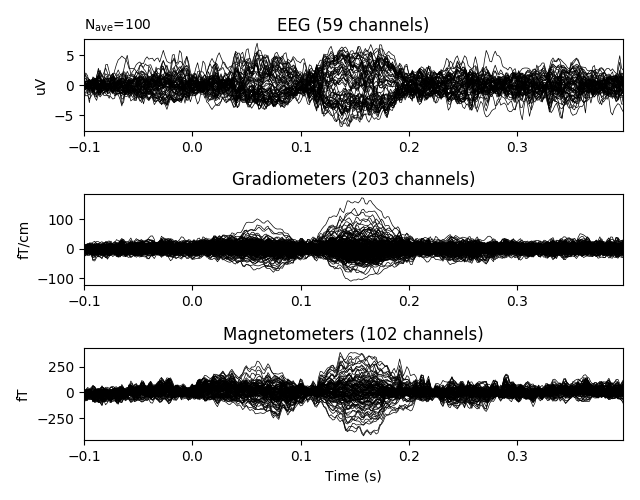 N_ave=100
EEG (59 channels)
5
0
−5
uV
−0.1 0.0 0.1 0.2 0.3
Gradiometers (203 channels)
100
0
−100
fT/cm
−0.1 0.0 0.1 0.2 0.3
Magnetometers (102 channels)
250
0
−250
fT
−0.1 0.0 0.1 0.2 0.3
Time (s)